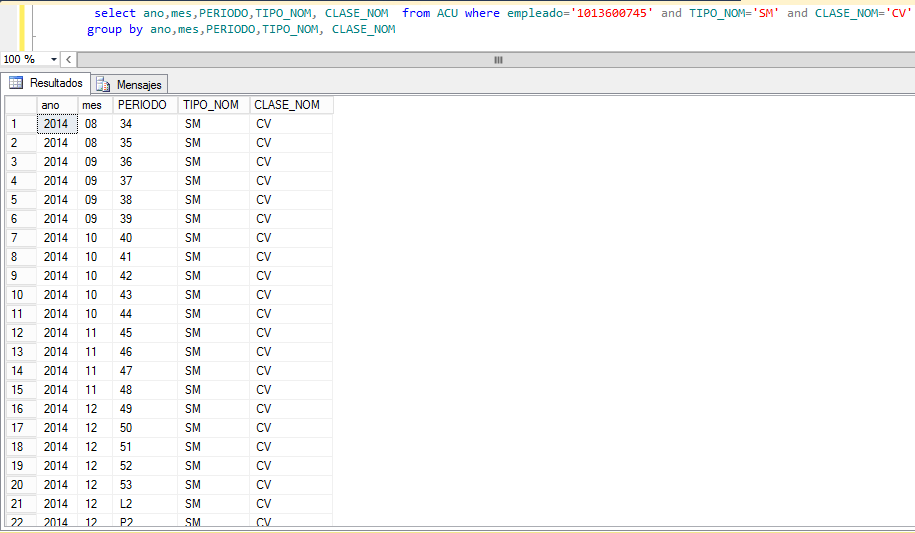 select ano,mes,PERIODO,TIPO_NOM, CLASE_NOM  from ACU where empleado='1013600745' and TIPO_NOM='SM' and CLASE_NOM='CV'
group by ano,mes,PERIODO,TIPO_NOM, CLASE_NOM
100 %
Resultados Mensajes
ano mes PERIODO TIPO_NOM CLASE_NOM
1 2014 08 34 SM CV
2 2014 08 35 SM CV
3 2014 09 36 SM CV
4 2014 09 37 SM CV
5 2014 09 38 SM CV
6 2014 09 39 SM CV
7 2014 10 40 SM CV
8 2014 10 41 SM CV
9 2014 10 42 SM CV
10 2014 10 43 SM CV
11 2014 10 44 SM CV
12 2014 11 45 SM CV
13 2014 11 46 SM CV
14 2014 11 47 SM CV
15 2014 11 48 SM CV
16 2014 12 49 SM CV
17 2014 12 50 SM CV
18 2014 12 51 SM CV
19 2014 12 52 SM CV
20 2014 12 53 SM CV
21 2014 12 L2 SM CV
22 2014 12 P2 SM CV